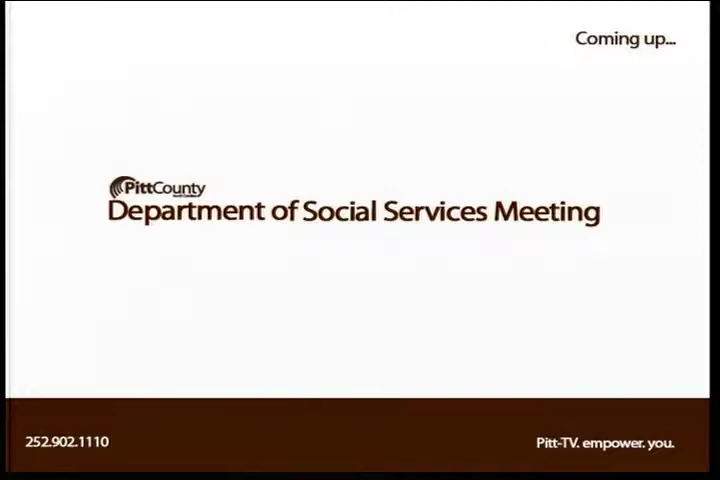 Coming up...
PittCounty
Department of Social Services Meeting
252.902.1110
Pitt-TV. empower. you.